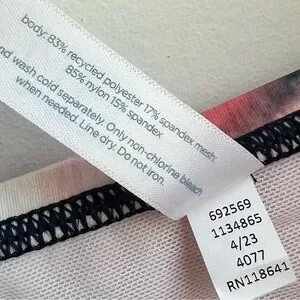 body: 83% recycled polyester 17% spandex mesh:
85% nylon 15% spandex
nd wash cold separately. Only non-chlorine bleach
when needed. Line dry. Do not iron.
692569
1134865
4/23
4077
RN118641